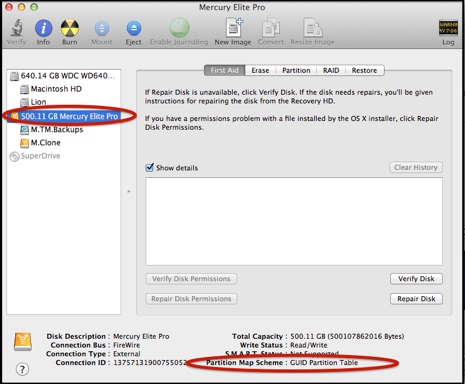 Mercury Elite Pro
Verify Info Burn Mount Eject Enable Journaling New Image Convert Resize Image Log
640.14 GB WDC WD640...
Macintosh HD
Lion
500.11 GB Mercury Elite Pro
M.TM.Backups
M.Clone
SuperDrive
First Aid Erase Partition RAID Restore
If Repair Disk is unavailable, click Verify Disk. If the disk needs repairs, you'll be given
instructions for repairing the disk from the Recovery HD.
If you have a permissions problem with a file installed by the OS X installer, click Repair
Disk Permissions.
Show details
Clear History
Verify Disk Permissions Verify Disk
Repair Disk Permissions Repair Disk
Disk Description : Mercury Elite Pro Total Capacity : 500.11 GB (500107862016 Bytes)
Connection Bus : FireWire Write Status : Read/Write
Connection Type : External S.M.A.R.T. Status : Not Supported
Connection ID : Partition Map Scheme : GUID Partition Table
?